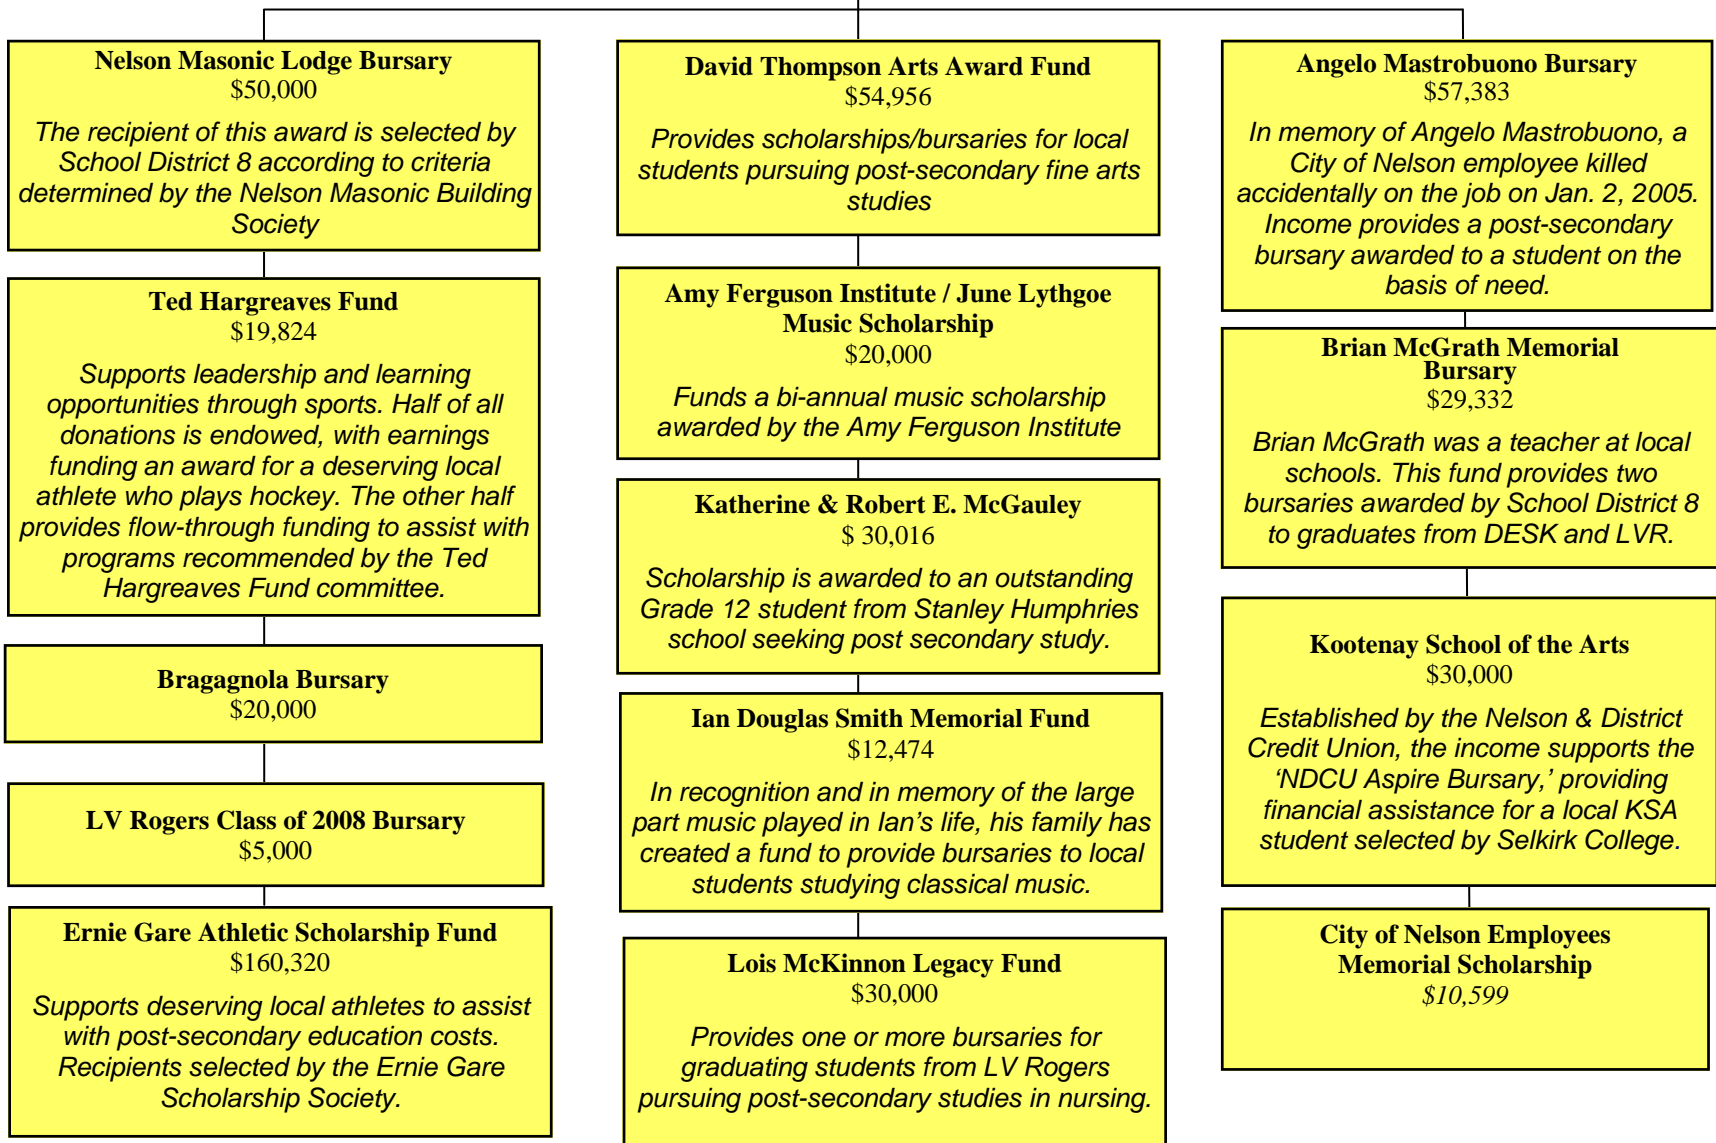 Nelson Masonic Lodge Bursary
$50,000
The recipient of this award is selected by
School District 8 according to criteria
determined by the Nelson Masonic Building
Society
Ted Hargreaves Fund
$19,824
Supports leadership and learning
opportunities through sports. Half of all
donations is endowed, with earnings
funding an award for a deserving local
athlete who plays hockey. The other half
provides flow-through funding to assist with
programs recommended by the Ted
Hargreaves Fund committee.
Bragagnola Bursary
$20,000
LV Rogers Class of 2008 Bursary
$5,000
Ernie Gare Athletic Scholarship Fund
$160,320
Supports deserving local athletes to assist
with post-secondary education costs.
Recipients selected by the Ernie Gare
Scholarship Society.
David Thompson Arts Award Fund
$54,956
Provides scholarships/bursaries for local
students pursuing post-secondary fine arts
studies
Amy Ferguson Institute / June Lythgoe
Music Scholarship
$20,000
Funds a bi-annual music scholarship
awarded by the Amy Ferguson Institute
Katherine & Robert E. McGauley
$ 30,016
Scholarship is awarded to an outstanding
Grade 12 student from Stanley Humphries
school seeking post secondary study.
Ian Douglas Smith Memorial Fund
$12,474
In recognition and in memory of the large
part music played in Ian's life, his family has
created a fund to provide bursaries to local
students studying classical music.
Lois McKinnon Legacy Fund
$30,000
Provides one or more bursaries for
graduating students from LV Rogers
pursuing post-secondary studies in nursing.
Angelo Mastrobuono Bursary
$57,383
In memory of Angelo Mastrobuono, a
City of Nelson employee killed
accidentally on the job on Jan. 2, 2005.
Income provides a post-secondary
bursary awarded to a student on the
basis of need.
Brian McGrath Memorial
Bursary
$29,332
Brian McGrath was a teacher at local
schools. This fund provides two
bursaries awarded by School District 8
to graduates from DESK and LVR.
Kootenay School of the Arts
$30,000
Established by the Nelson & District
Credit Union, the income supports the
‘NDCU Aspire Bursary,’ providing
financial assistance for a local KSA
student selected by Selkirk College.
City of Nelson Employees
Memorial Scholarship
$10,599